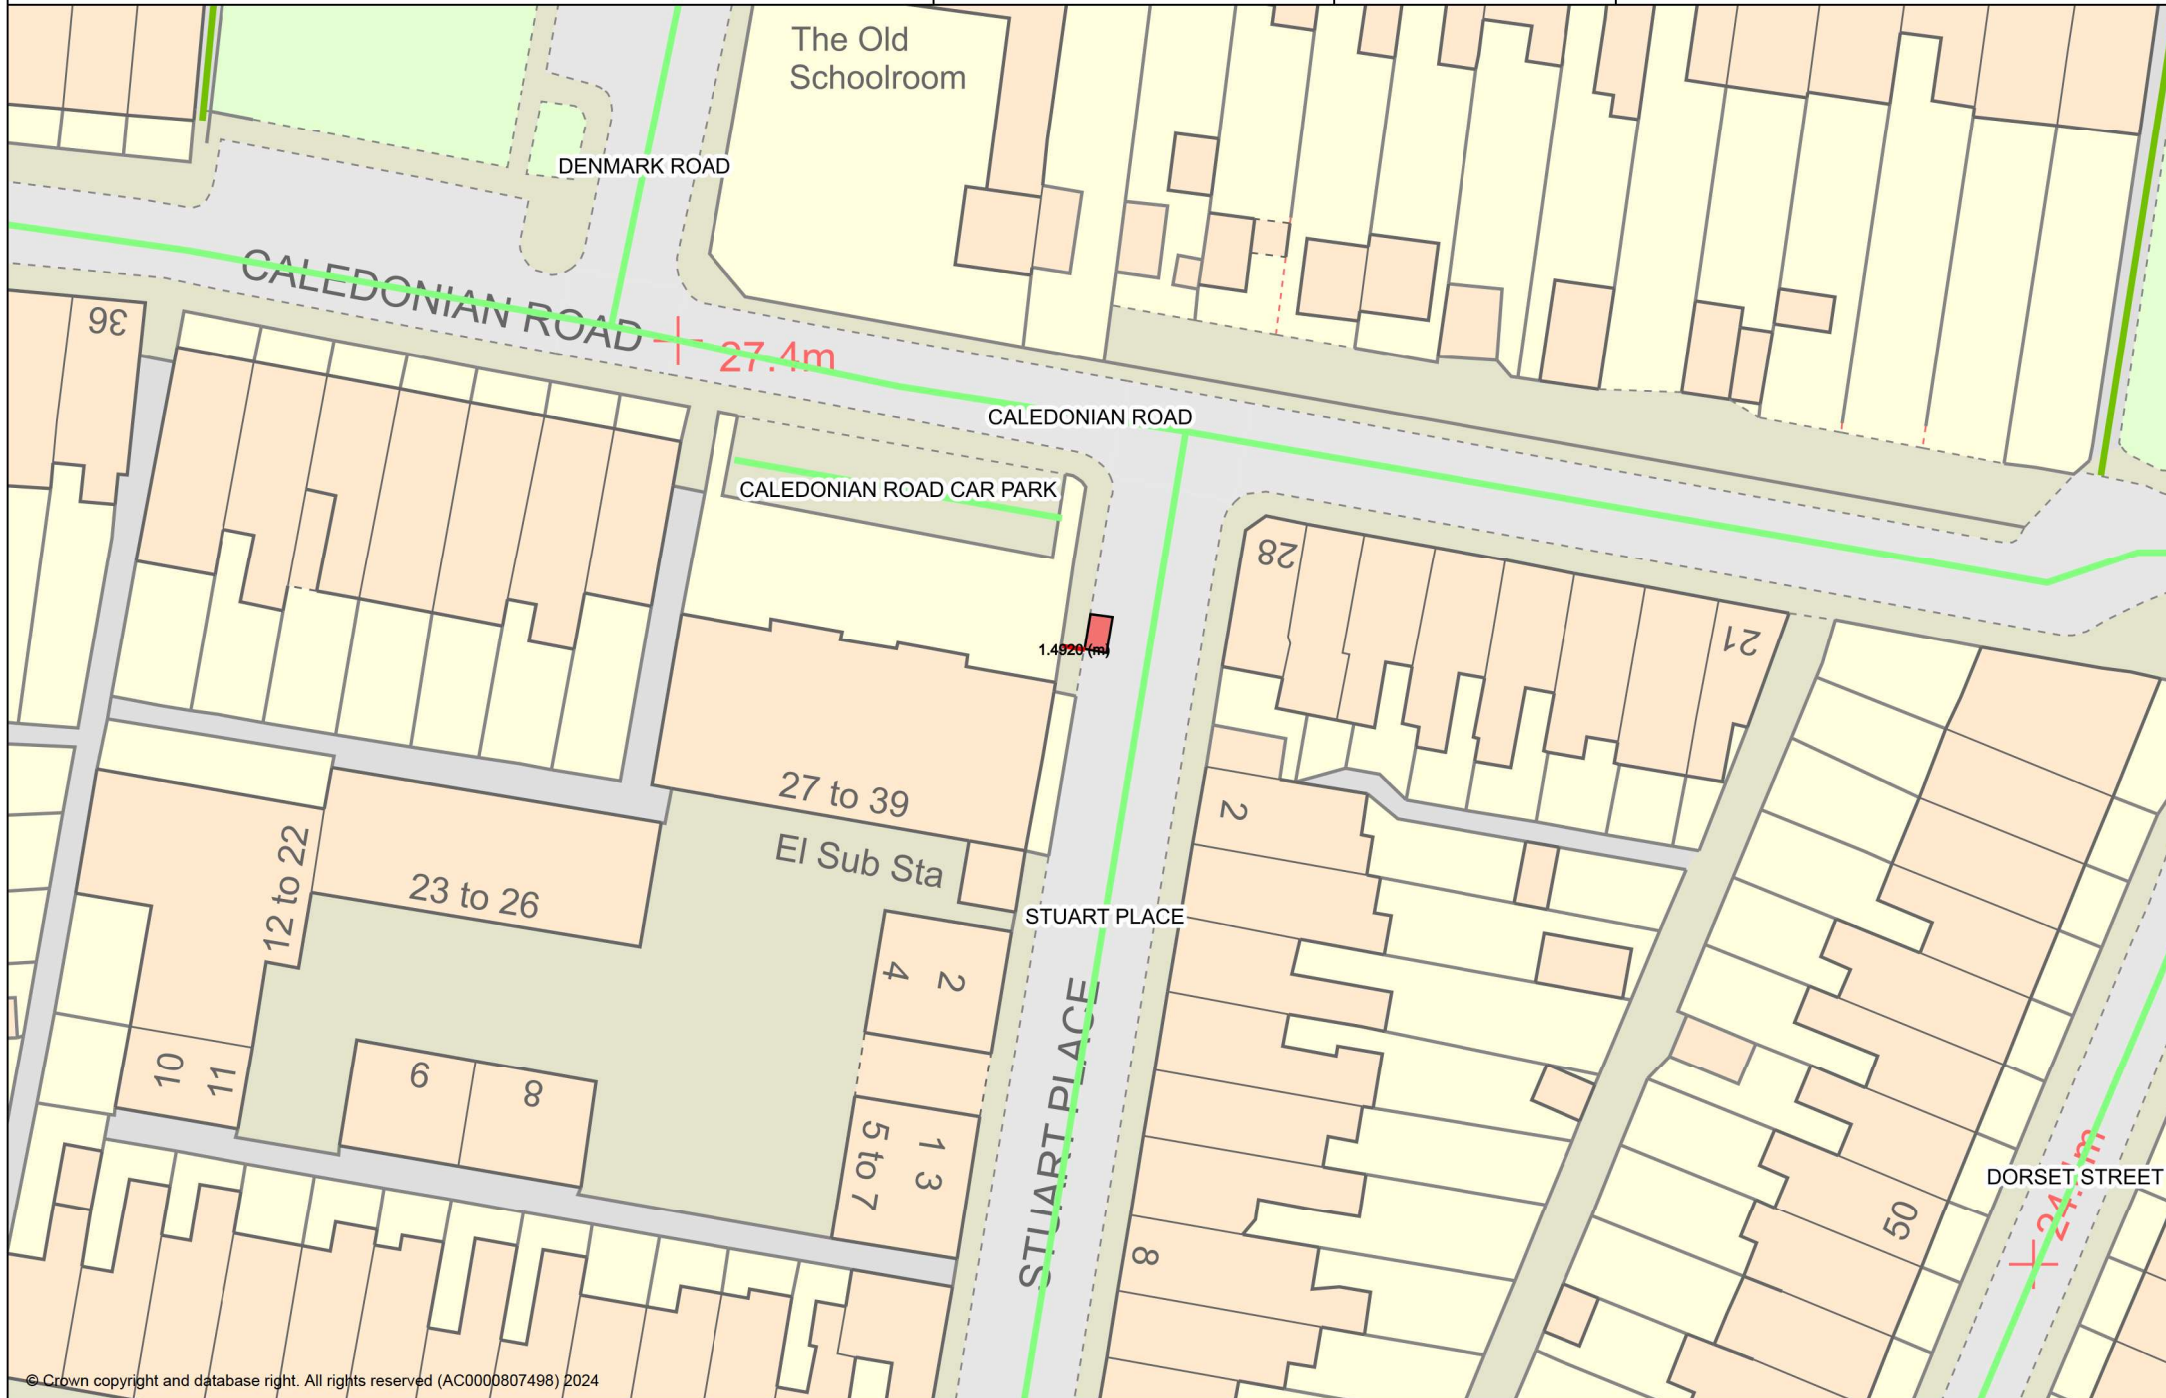 The Old
Schoolroom
DENMARK ROAD
CALEDONIAN ROAD
36
27.4m
CALEDONIAN ROAD
CALEDONIAN ROAD CAR PARK
28
21
1.4920 (m)
27 to 39
2
El Sub Sta
12 to 22
23 to 26
STUART PLACE
4
2
STUART PLACE
10
11
6
8
5 to 7
1
3
DORSET STREET
24.1m
50
8
© Crown copyright and database right. All rights reserved (AC0000807498) 2024